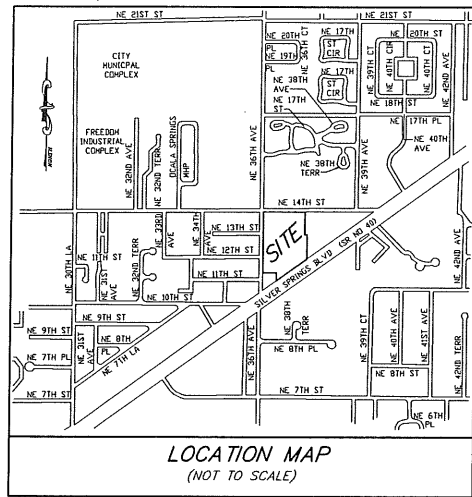 NE 21ST ST
NE 21ST ST
CITY
MUNICPAL
COMPLEX
NE 20TH
PL
NE 19TH
PL
NE 36TH CT
NE 17TH
ST
CIR
NE 17TH
ST
CIR
NE 38TH
AVE
NE 17TH
ST
NE 39TH CT
NE 20TH ST
NE 40TH CIR
NE 40TH CT
NE 18TH ST
NE 42ND AVE
NE 17TH PL
NE 40TH
AVE
FREEDOM
INDUSTRIAL
COMPLEX
NE 32ND AVE
NE 32ND TERR
OCALA SPRINGS
MHP
NE 36TH AVE
NE 38TH
TERR
NE 39TH AVE
NE 14TH ST
NE 30TH LA
NE 11TH ST
NE 31ST
AVE
NE 32ND TERR
NE 33RD
AVE
NE 34TH
AVE
NE 13TH ST
NE 12TH ST
NE 11TH ST
NE 10TH ST
SITE
SILVER SPRINGS BLVD (SR NO 40)
NE 42ND AVE
NE 9TH ST
NE 9TH ST
NE 7TH PL
NE 31ST
AVE
NE 8TH
PL
NE 7TH LA
NE 36TH AVE
NE 38TH
TERR
NE 8TH PL
NE 39TH CT
NE 40TH AVE
NE 41ST AVE
NE 8TH ST
NE 42ND TERR
NE 7TH ST
NE 7TH ST
NE 6TH
PL
LOCATION MAP
(NOT TO SCALE)